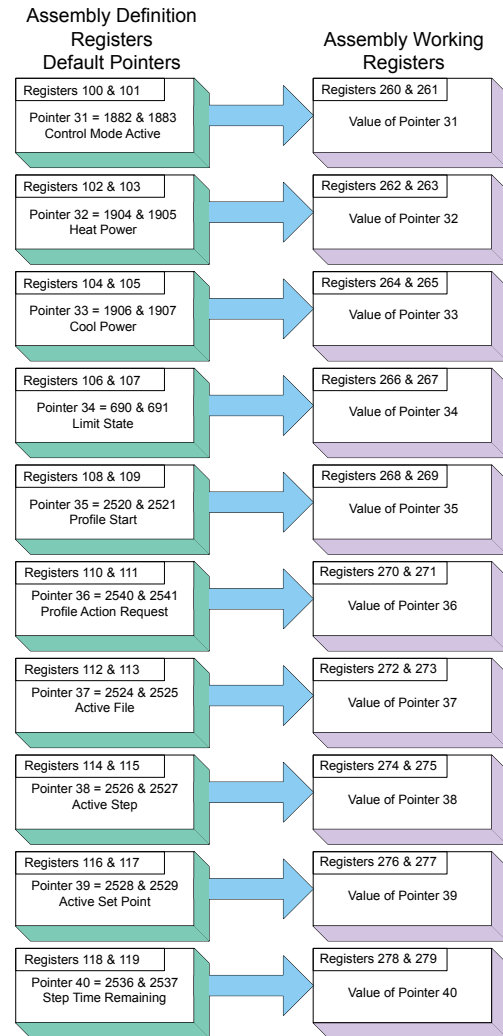 Assembly Definition
Registers
Default Pointers
Assembly Working
Registers
Registers 100 & 101
Pointer 31 = 1882 & 1883
Control Mode Active
Registers 260 & 261
Value of Pointer 31
Registers 102 & 103
Pointer 32 = 1904 & 1905
Heat Power
Registers 262 & 263
Value of Pointer 32
Registers 104 & 105
Pointer 33 = 1906 & 1907
Cool Power
Registers 264 & 265
Value of Pointer 33
Registers 106 & 107
Pointer 34 = 690 & 691
Limit State
Registers 266 & 267
Value of Pointer 34
Registers 108 & 109
Pointer 35 = 2520 & 2521
Profile Start
Registers 268 & 269
Value of Pointer 35
Registers 110 & 111
Pointer 36 = 2540 & 2541
Profile Action Request
Registers 270 & 271
Value of Pointer 36
Registers 112 & 113
Pointer 37 = 2524 & 2525
Active File
Registers 272 & 273
Value of Pointer 37
Registers 114 & 115
Pointer 38 = 2526 & 2527
Active Step
Registers 274 & 275
Value of Pointer 38
Registers 116 & 117
Pointer 39 = 2528 & 2529
Active Set Point
Registers 276 & 277
Value of Pointer 39
Registers 118 & 119
Pointer 40 = 2536 & 2537
Step Time Remaining
Registers 278 & 279
Value of Pointer 40